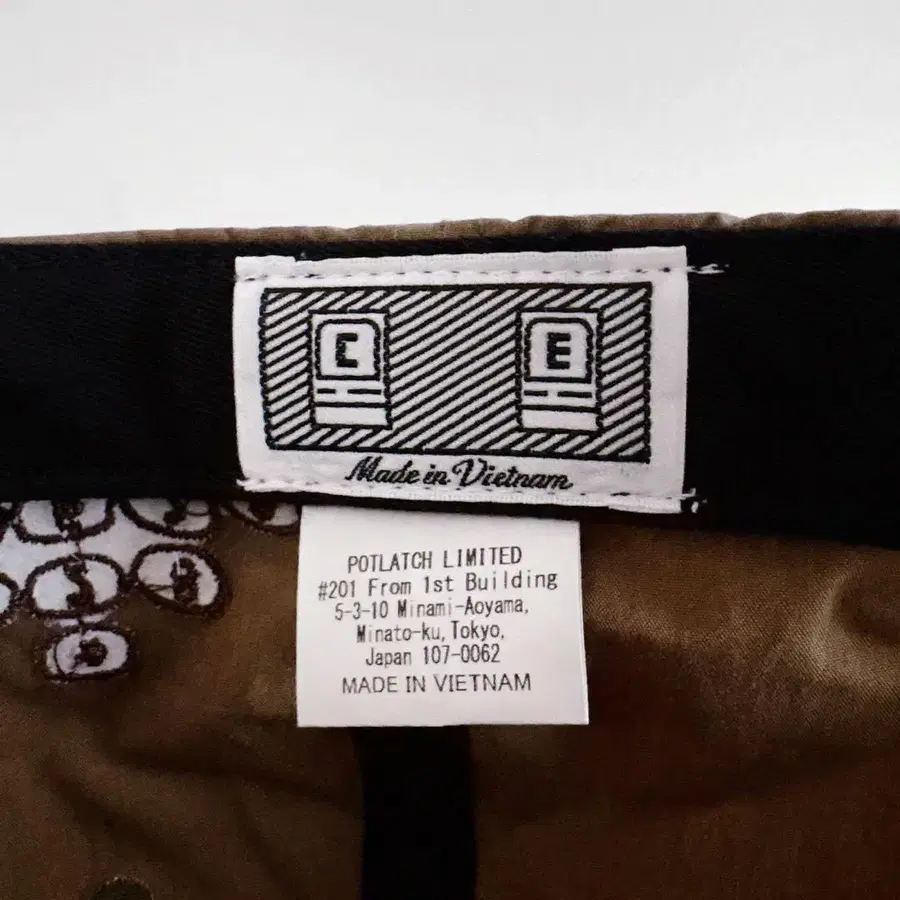 C E
Made in Vietnam
POTLATCH LIMITED
#201 From 1st Building
5-3-10 Minami-Aoyama,
Minato-ku, Tokyo,
Japan 107-0062
MADE IN VIETNAM